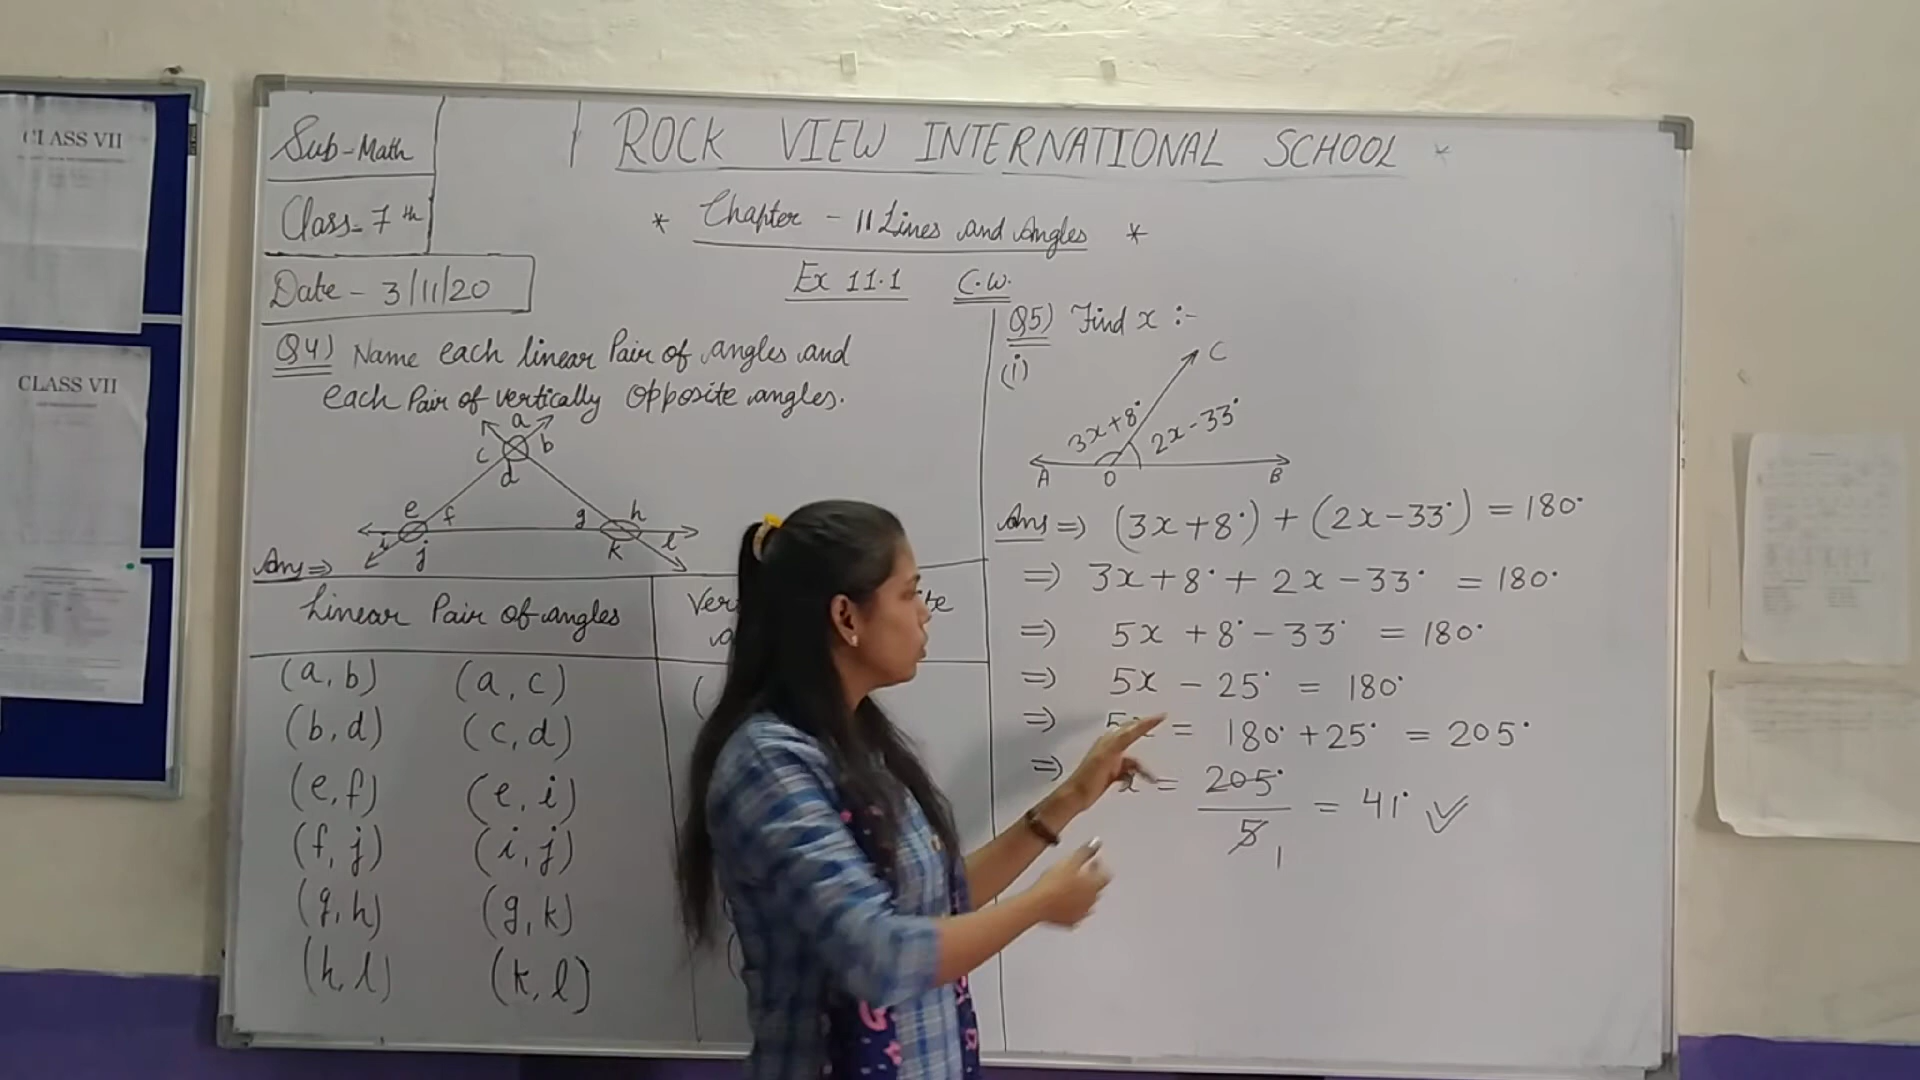 CLASS VII
CLASS VII
Sub-Math
Class-7th
Date-3/11/20
ROCK VIEW INTERNATIONAL SCHOOL *
* Chapter - 11 Lines and Angles *
Ex 11.1 C.W.
Q4) Name each linear Pair of angles and
each Pair of vertically opposite angles.
a
c b
d
e f g h
i j k l
Ans ⇒
Linear Pair of angles
(a, b) (a, c)
(b, d) (c, d)
(e, f) (e, i)
(f, j) (i, j)
(g, h) (g, k)
(h, l) (k, l)
Q5) Find x :-
(i)
C
3x+8° 2x-33°
A O B
Ans ⇒ (3x+8°) + (2x-33°) = 180°
⇒ 3x+8° + 2x-33° = 180°
⇒ 5x +8°-33° = 180°
⇒ 5x - 25° = 180°
⇒ = 180° +25° = 205°
⇒ x = 205°/5 = 41° ✓
1